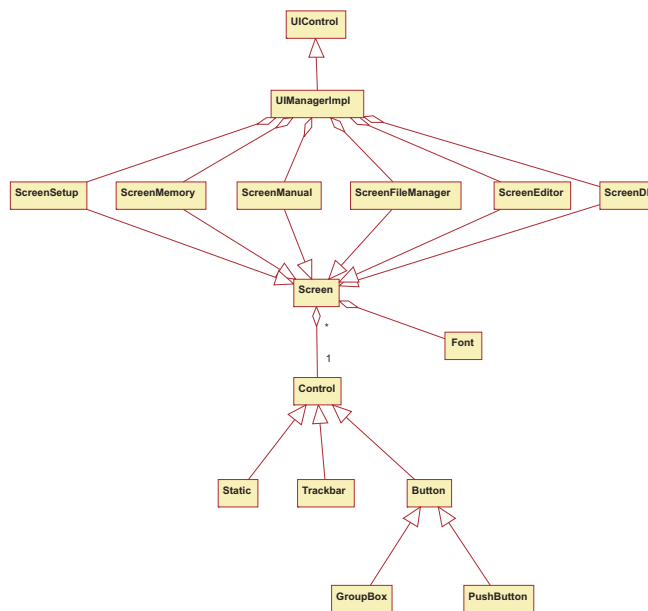 UIControl
UIManagerImpl
ScreenSetup
ScreenMemory
ScreenManual
ScreenFileManager
ScreenEditor
Screen
*
Font
1
Control
Static
Trackbar
Button
GroupBox
PushButton